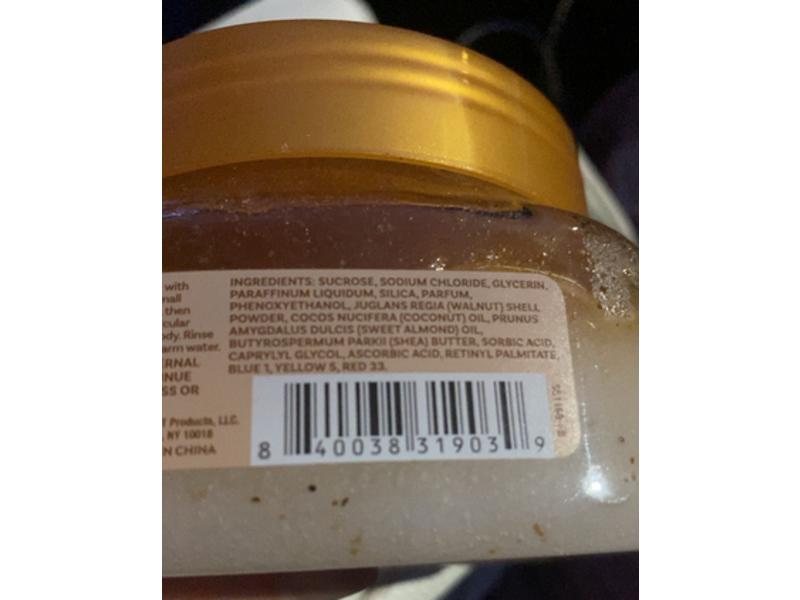 with
mall
then
cular
ody. Rinse
arm water.
ERNAL
NUE
SS OR
T Products, LLC.
, NY 10018
N CHINA
INGREDIENTS: SUCROSE, SODIUM CHLORIDE, GLYCERIN,
PARAFFINUM LIQUIDUM, SILICA, PARFUM,
PHENOXYETHANOL, JUGLANS REGIA (WALNUT) SHELL
POWDER, COCOS NUCIFERA (COCONUT) OIL, PRUNUS
AMYGDALUS DULCIS (SWEET ALMOND) OIL,
BUTYROSPERMUM PARKII (SHEA) BUTTER, SORBIC ACID,
CAPRYLYL GLYCOL, ASCORBIC ACID, RETINYL PALMITATE,
BLUE 1, YELLOW 5, RED 33.
8 40038 31903 9